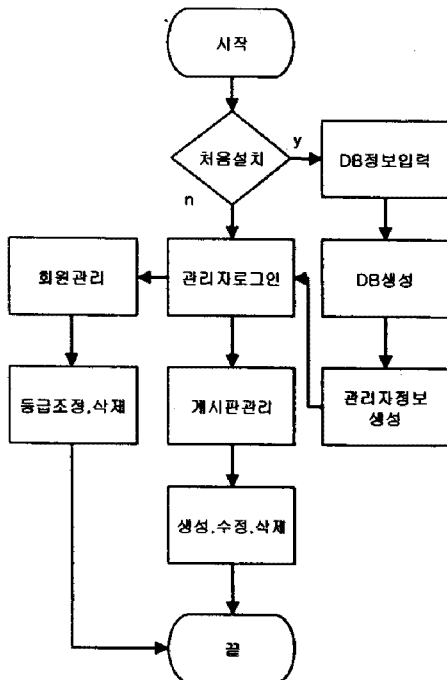 시작
처음설치
y
n
DB정보입력
회원관리
관리자로그인
DB생성
등급조정,삭제
게시판관리
관리자정보
생성
생성,수정,삭제
끝